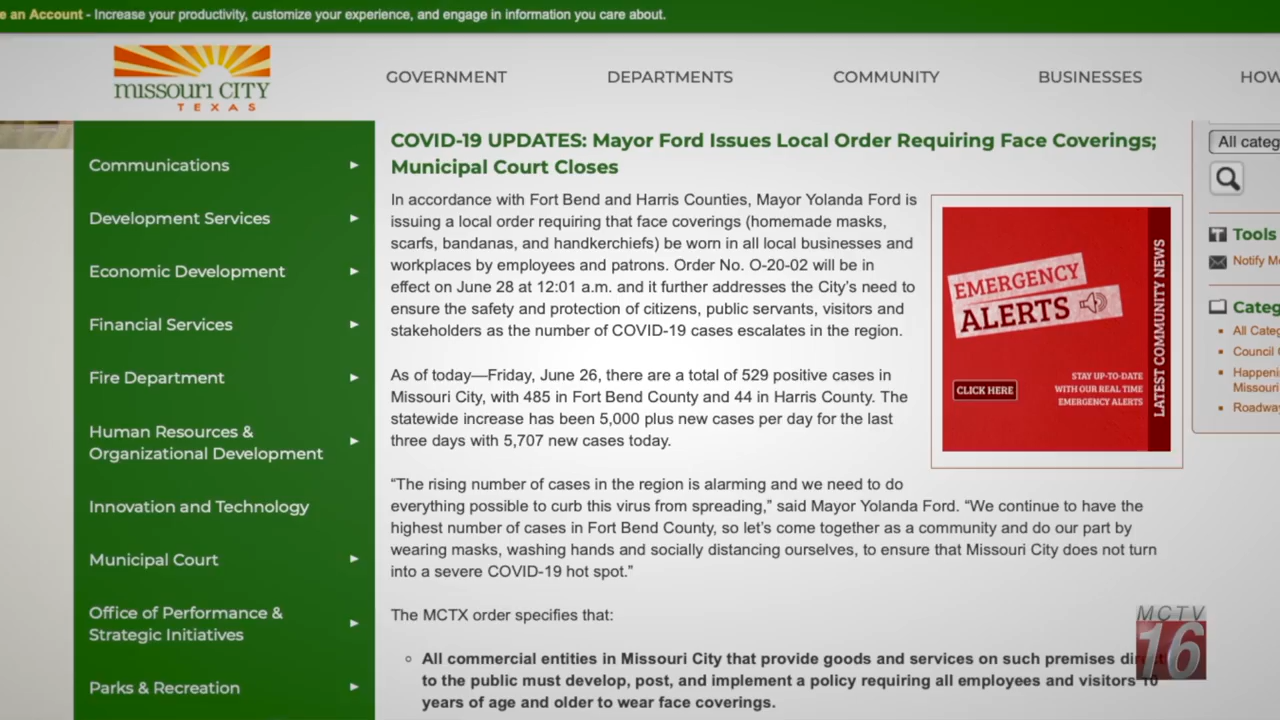 e an Account - Increase your productivity, customize your experience, and engage in information you care about.
missouri CITY
TEXAS
GOVERNMENT
DEPARTMENTS
COMMUNITY
BUSINESSES
HOW
Communications
Development Services
Economic Development
Financial Services
Fire Department
Human Resources &
Organizational Development
Innovation and Technology
Municipal Court
Office of Performance &
Strategic Initiatives
Parks & Recreation
COVID-19 UPDATES: Mayor Ford Issues Local Order Requiring Face Coverings;
Municipal Court Closes
In accordance with Fort Bend and Harris Counties, Mayor Yolanda Ford is
issuing a local order requiring that face coverings (homemade masks,
scarfs, bandanas, and handkerchiefs) be worn in all local businesses and
workplaces by employees and patrons. Order No. O-20-02 will be in
effect on June 28 at 12:01 a.m. and it further addresses the City's need to
ensure the safety and protection of citizens, public servants, visitors and
stakeholders as the number of COVID-19 cases escalates in the region.
As of today—Friday, June 26, there are a total of 529 positive cases in
Missouri City, with 485 in Fort Bend County and 44 in Harris County. The
statewide increase has been 5,000 plus new cases per day for the last
three days with 5,707 new cases today.
“The rising number of cases in the region is alarming and we need to do
everything possible to curb this virus from spreading,” said Mayor Yolanda Ford. “We continue to have the
highest number of cases in Fort Bend County, so let’s come together as a community and do our part by
wearing masks, washing hands and socially distancing ourselves, to ensure that Missouri City does not turn
into a severe COVID-19 hot spot.”
The MCTX order specifies that:
All commercial entities in Missouri City that provide goods and services on such premises direct
to the public must develop, post, and implement a policy requiring all employees and visitors 10
years of age and older to wear face coverings.
EMERGENCY
ALERTS
STAY UP-TO-DATE
WITH OUR REAL TIME
EMERGENCY ALERTS
CLICK HERE
LATEST COMMUNITY NEWS
All categ
Tools
Notify M
Categ
All Categ
Council
Happeni
Missouri
Roadway
MCTV
16